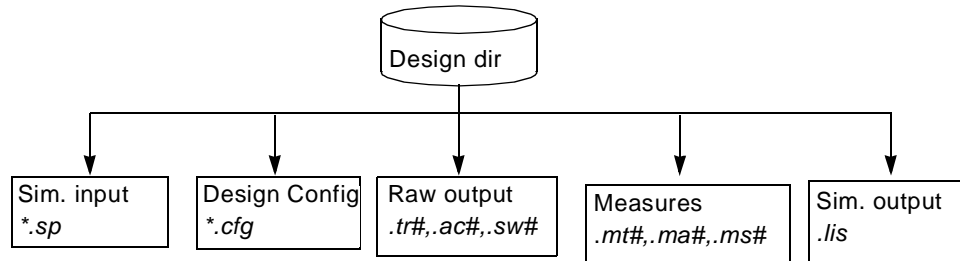 Design dir
Sim. input
*.sp
Design Config
*.cfg
Raw output
.tr#,.ac#,.sw#
Measures
.mt#,.ma#,.ms#
Sim. output
.lis